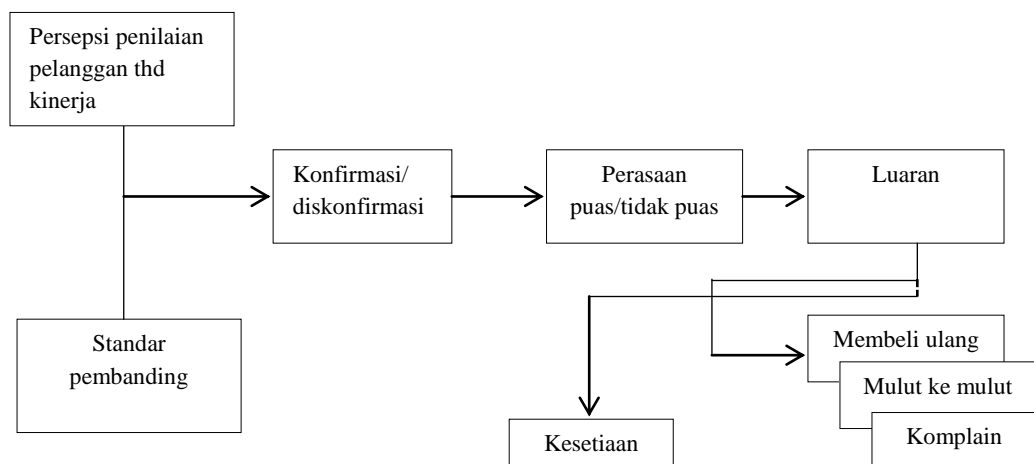 Persepsi penilaian
pelanggan thd
kinerja
Konfirmasi/
diskonfirmasi
Perasaan
puas/tidak puas
Luaran
Standar
pembanding
Membeli ulang
Mulut ke mulut
Komplain
Kesetiaan